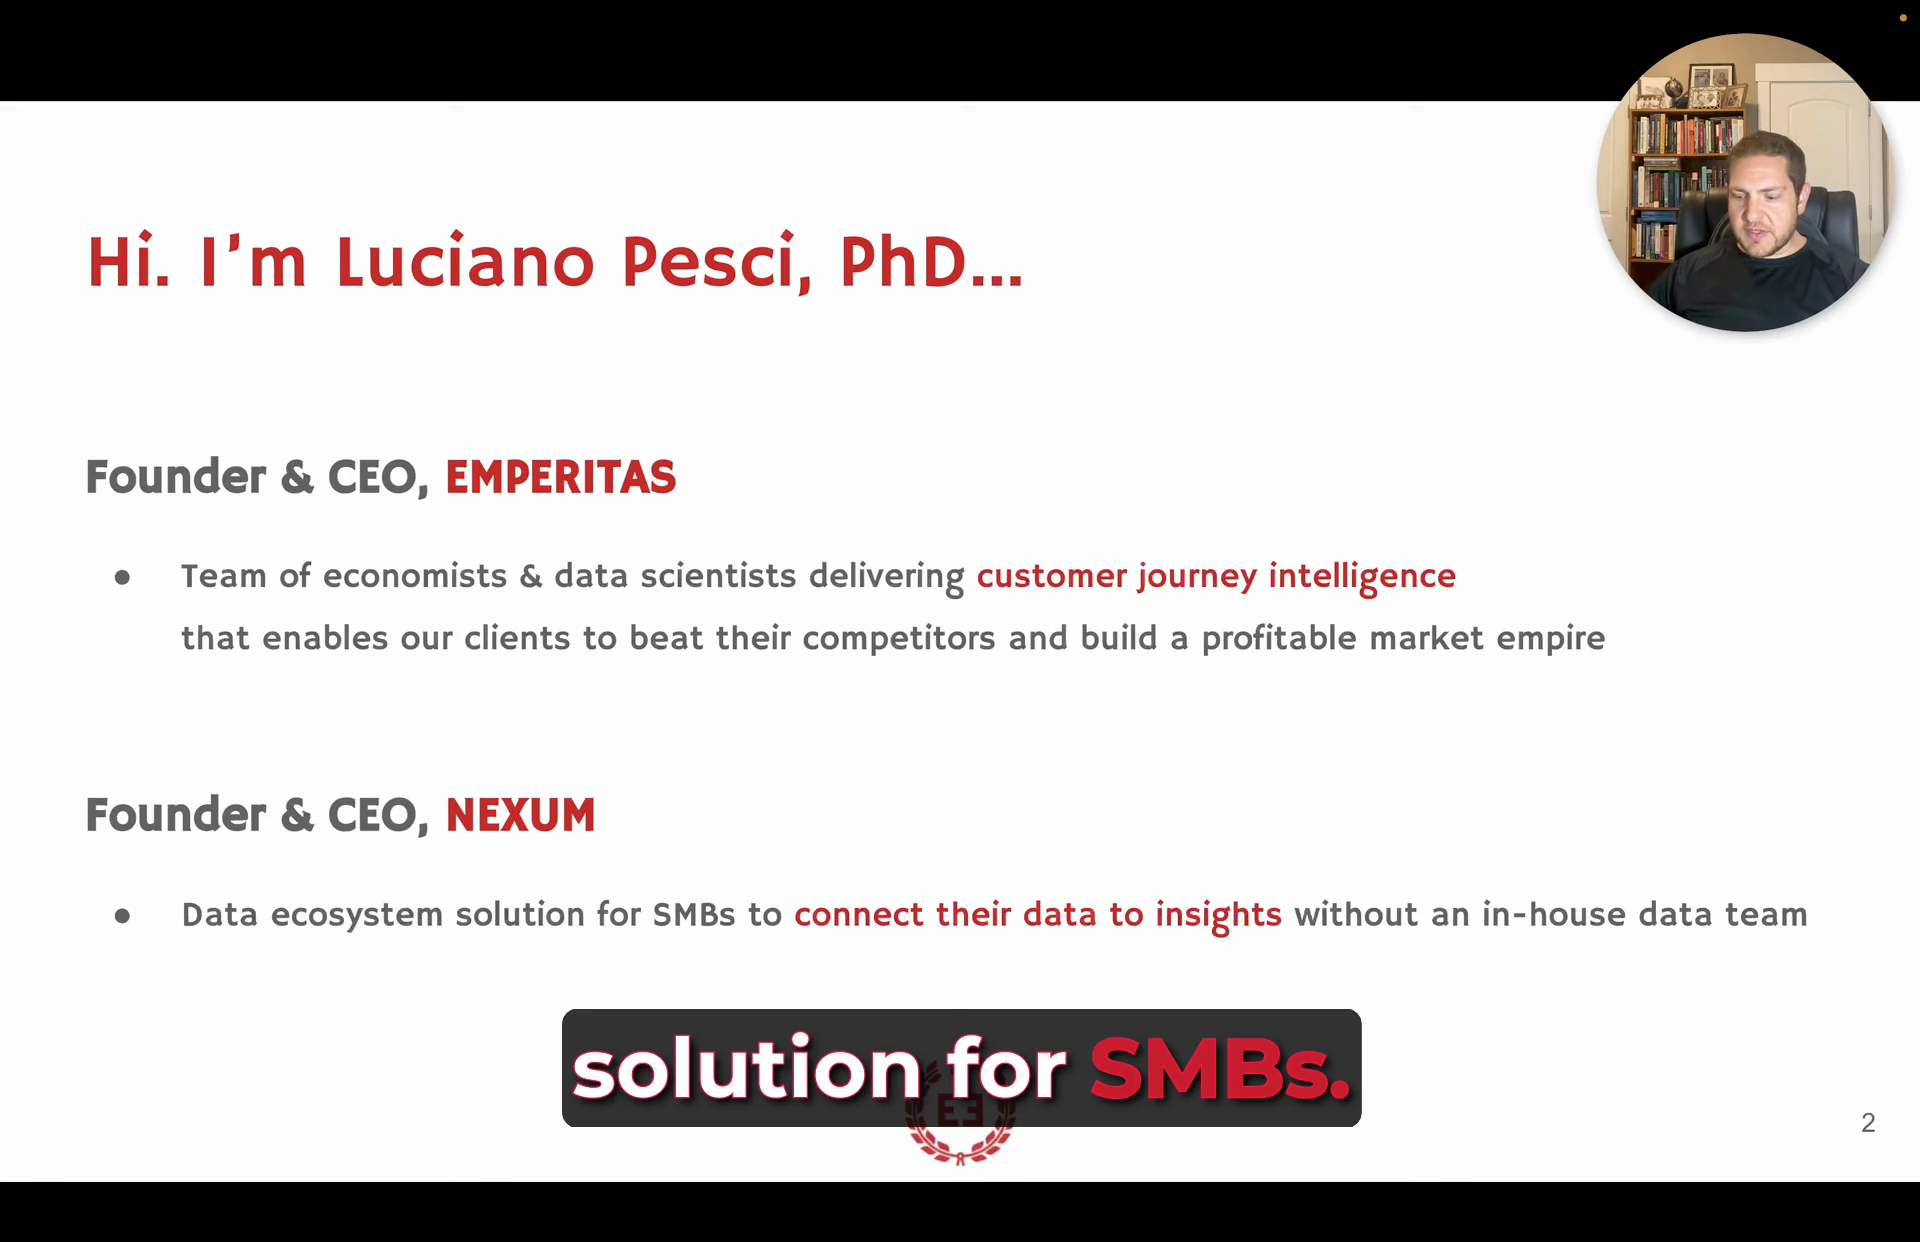 Hi. I'm Luciano Pesci, PhD...
Founder & CEO, EMPERITAS
● Team of economists & data scientists delivering customer journey intelligence
that enables our clients to beat their competitors and build a profitable market empire
Founder & CEO, NEXUM
● Data ecosystem solution for SMBs to connect their data to insights without an in-house data team
solution for SMBs.
2